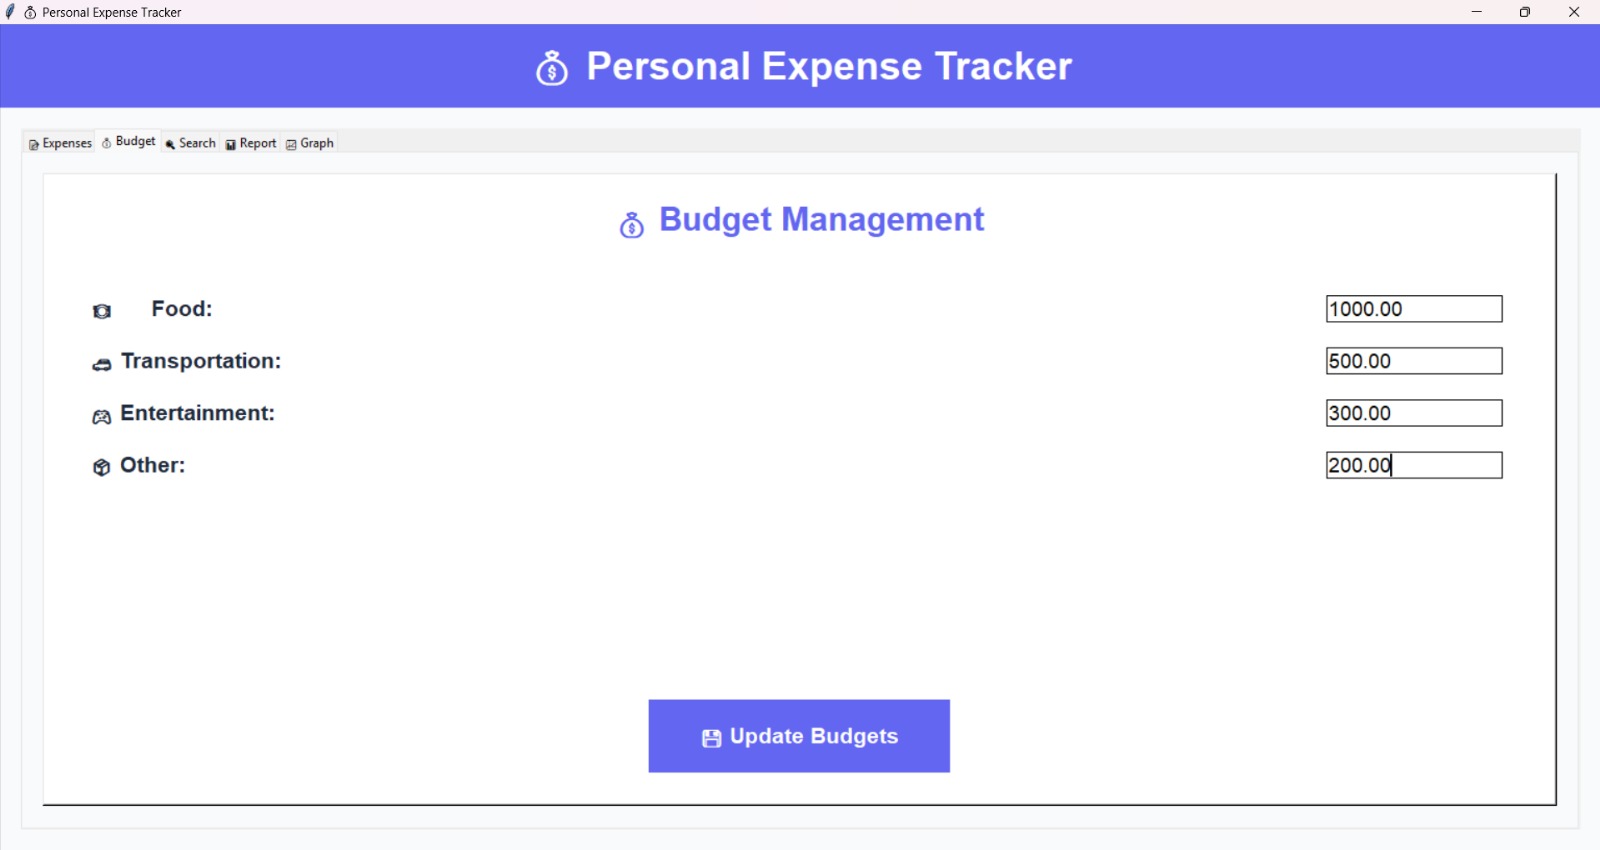 Personal Expense Tracker
Personal Expense Tracker
Expenses Budget Search Report Graph
Budget Management
Food: 1000.00
Transportation: 500.00
Entertainment: 300.00
Other: 200.00
Update Budgets